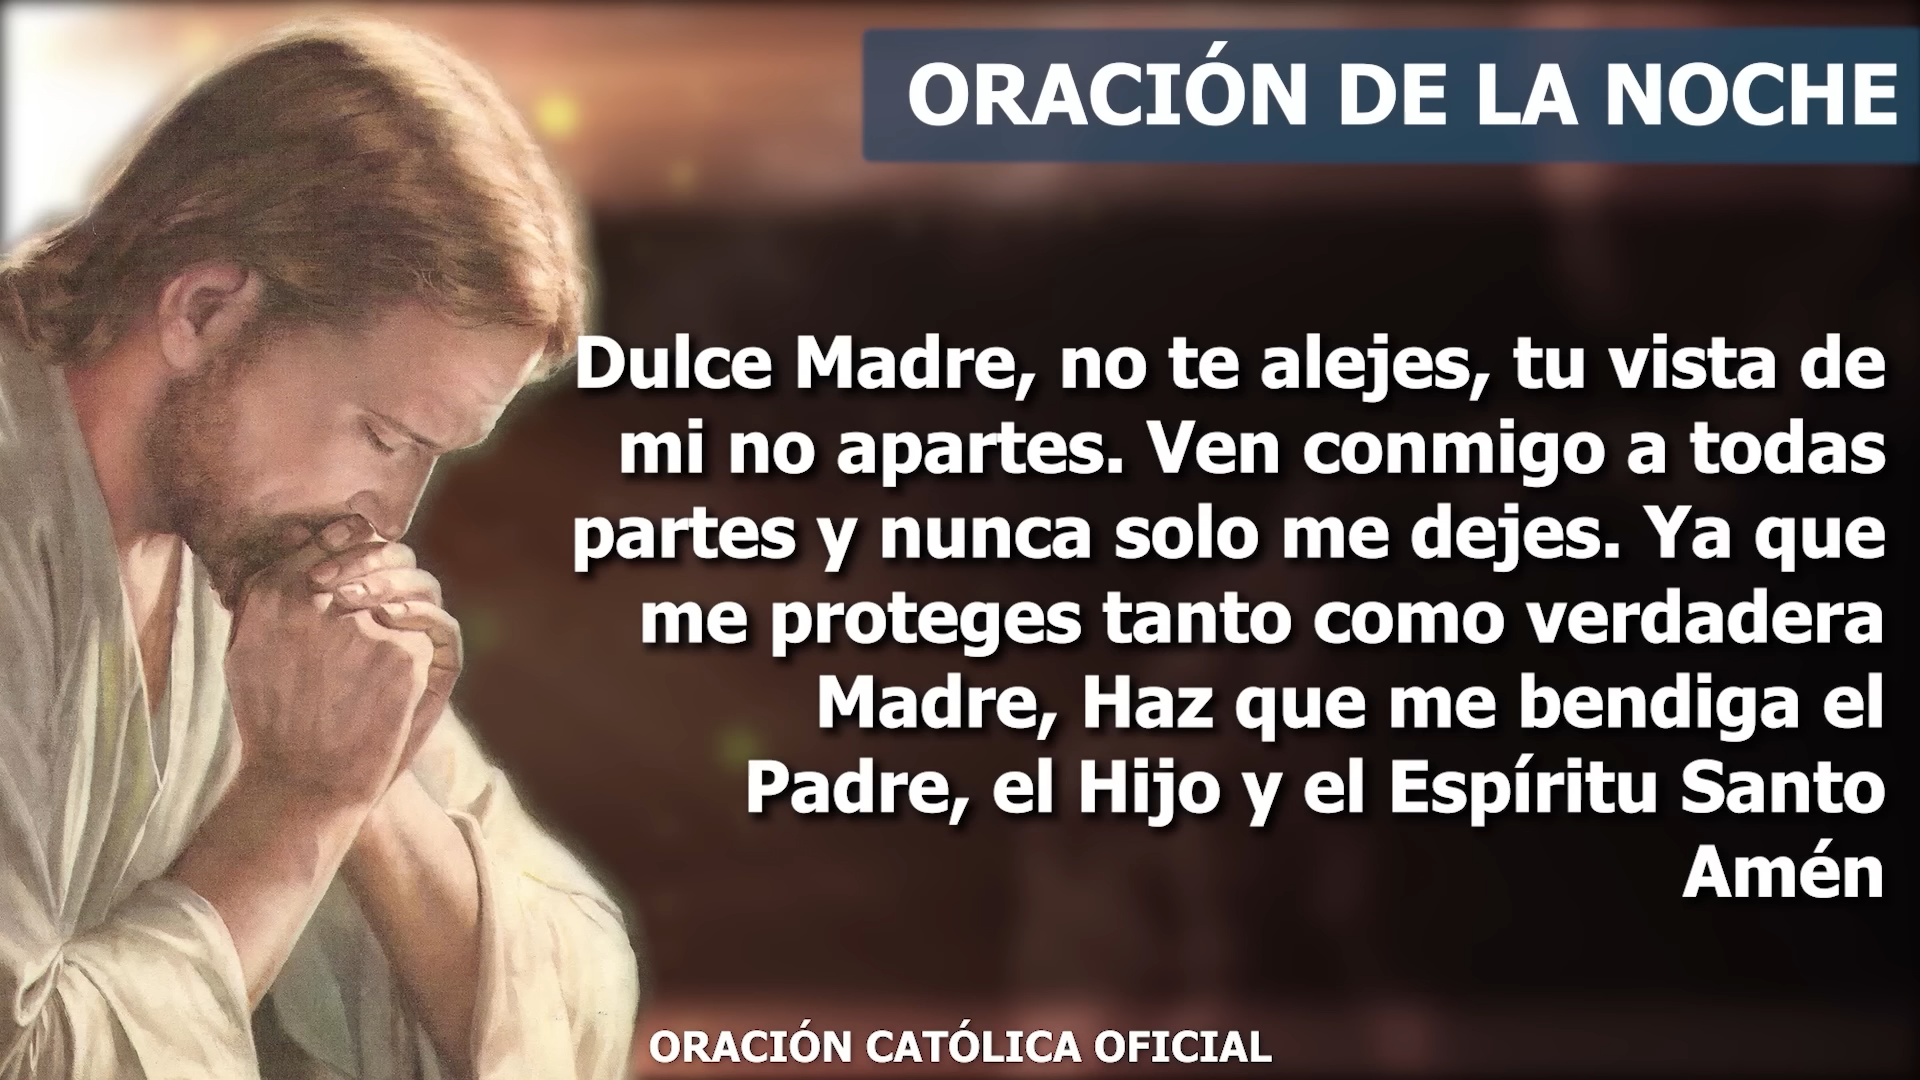 ORACIÓN DE LA NOCHE
Dulce Madre, no te alejes, tu vista de
mi no apartes. Ven conmigo a todas
partes y nunca solo me dejes. Ya que
me proteges tanto como verdadera
Madre, Haz que me bendiga el
Padre, el Hijo y el Espíritu Santo
Amén
ORACIÓN CATÓLICA OFICIAL